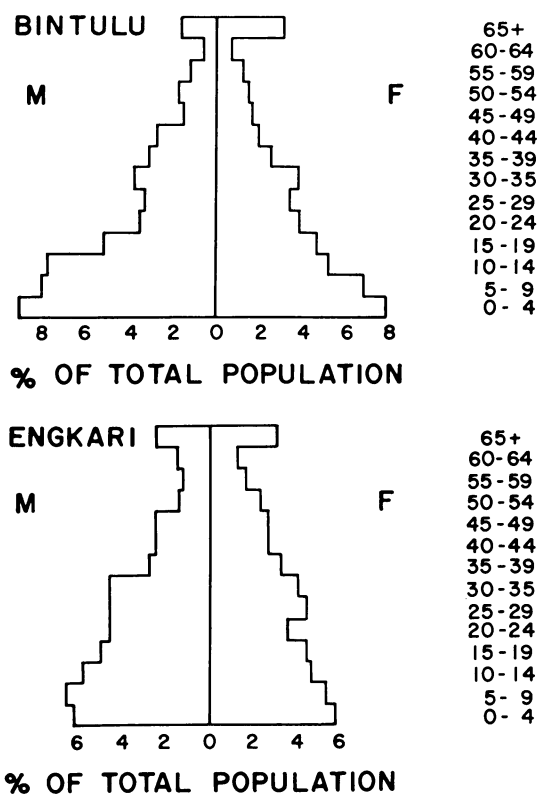 BINTULU
M
F
65+
60-64
55-59
50-54
45-49
40-44
35-39
30-35
25-29
20-24
15-19
10-14
5- 9
0- 4
8 6 4 2 0 2 4 6 8
% OF TOTAL POPULATION
ENGKARI
M
F
65+
60-64
55-59
50-54
45-49
40-44
35-39
30-35
25-29
20-24
15-19
10-14
5- 9
0- 4
6 4 2 0 2 4 6
% OF TOTAL POPULATION